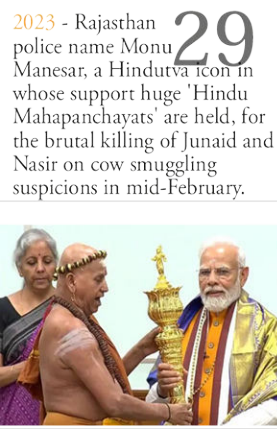 2023 - Rajasthan
29
police name Monu
Manesar, a Hindutva icon in
whose support huge 'Hindu
Mahapanchayats' are held, for
the brutal killing of Junaid and
Nasir on cow smuggling
suspicions in mid-February.